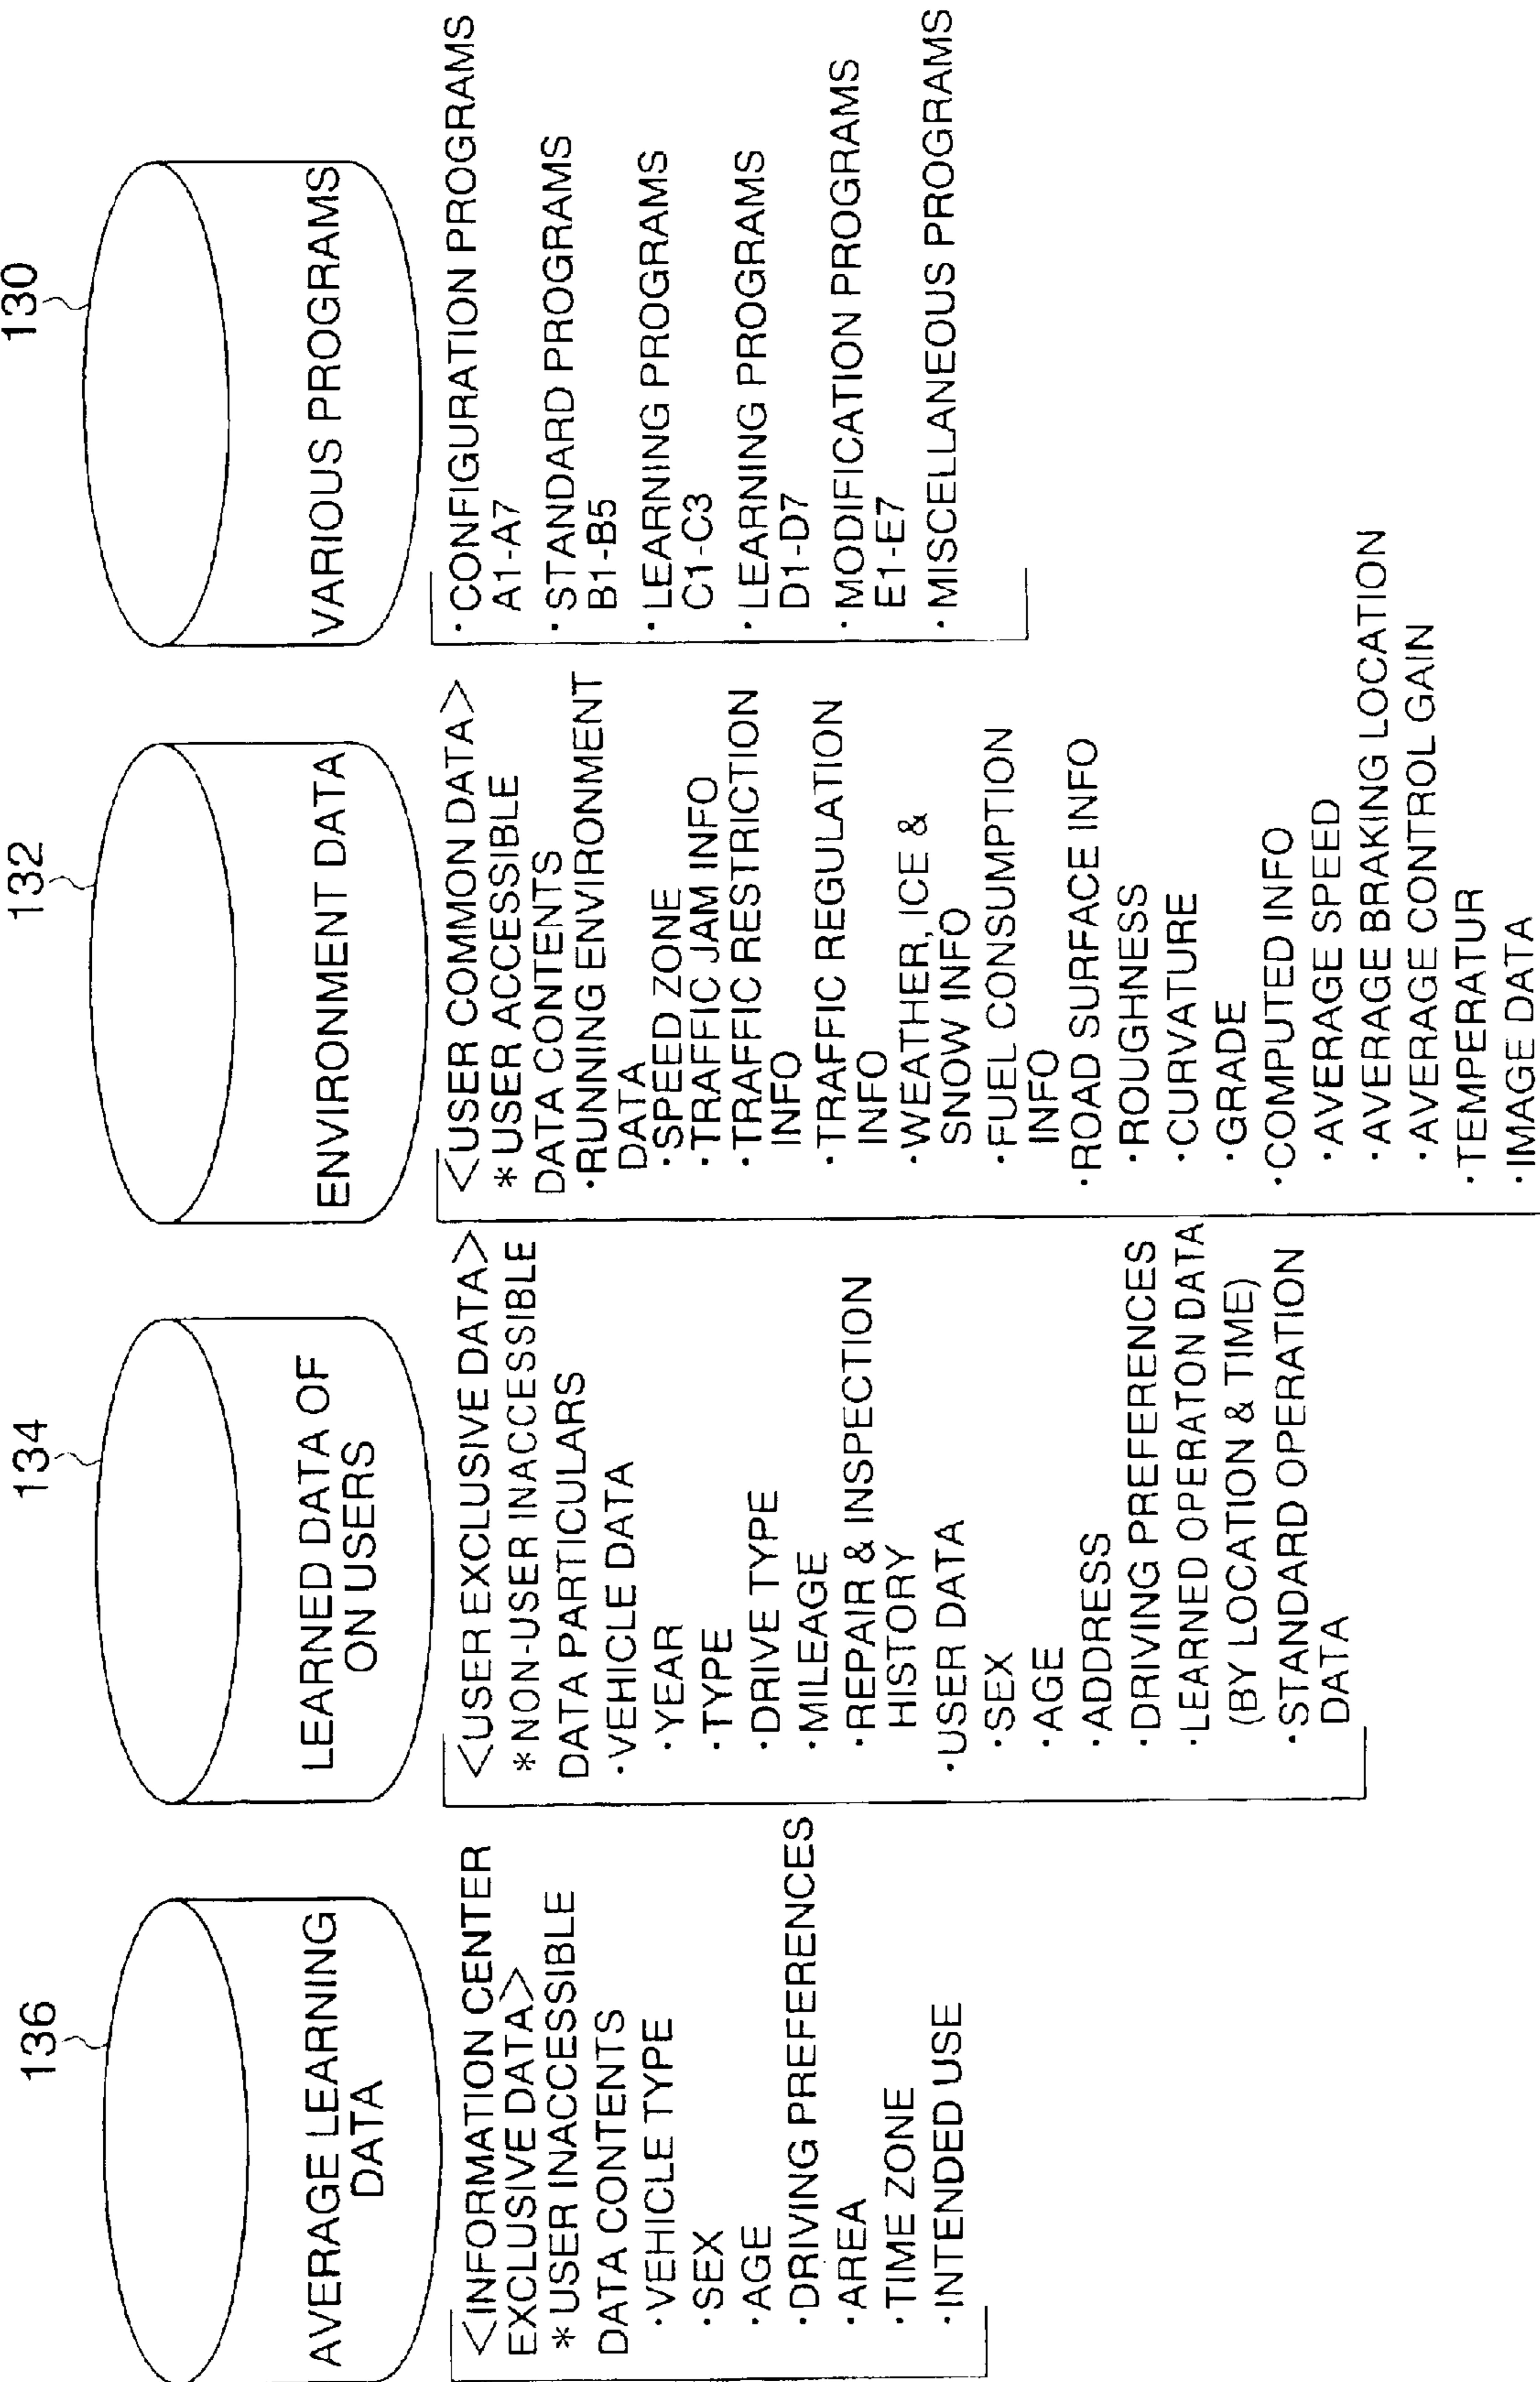 136
AVERAGE LEARNING
DATA
<INFORMATION CENTER
EXCLUSIVE DATA>
*USER INACCESSIBLE
DATA CONTENTS
·VEHICLE TYPE
·SEX
·AGE
·DRIVING PREFERENCES
·AREA
·TIME ZONE
·INTENDED USE
134
LEARNED DATA OF
ON USERS
<USER EXCLUSIVE DATA>
*NON-USER INACCESSIBLE
DATA PARTICULARS
·VEHICLE DATA
·YEAR
·TYPE
·DRIVE TYPE
·MILEAGE
·REPAIR & INSPECTION
HISTORY
·USER DATA
·SEX
·AGE
·ADDRESS
·DRIVING PREFERENCES
·LEARNED OPERATON DATA
(BY LOCATION & TIME)
·STANDARD OPERATION
DATA
132
ENVIRONMENT DATA
<USER COMMON DATA>
*USER ACCESSIBLE
DATA CONTENTS
·RUNNING ENVIRONMENT
DATA
·SPEED ZONE
·TRAFFIC JAM INFO
·TRAFFIC RESTRICTION
INFO
·TRAFFIC REGULATION
INFO
·WEATHER, ICE &
SNOW INFO
·FUEL CONSUMPTION
INFO
·ROAD SURFACE INFO
·ROUGHNESS
·CURVATURE
·GRADE
·COMPUTED INFO
·AVERAGE SPEED
·AVERAGE BRAKING LOCATION
·AVERAGE CONTROL GAIN
·TEMPERATUR
·IMAGE DATA
130
VARIOUS PROGRAMS
·CONFIGURATION PROGRAMS
A1-A7
·STANDARD PROGRAMS
B1-B5
·LEARNING PROGRAMS
C1-C3
·LEARNING PROGRAMS
D1-D7
·MODIFICATION PROGRAMS
E1-E7
·MISCELLANEOUS PROGRAMS